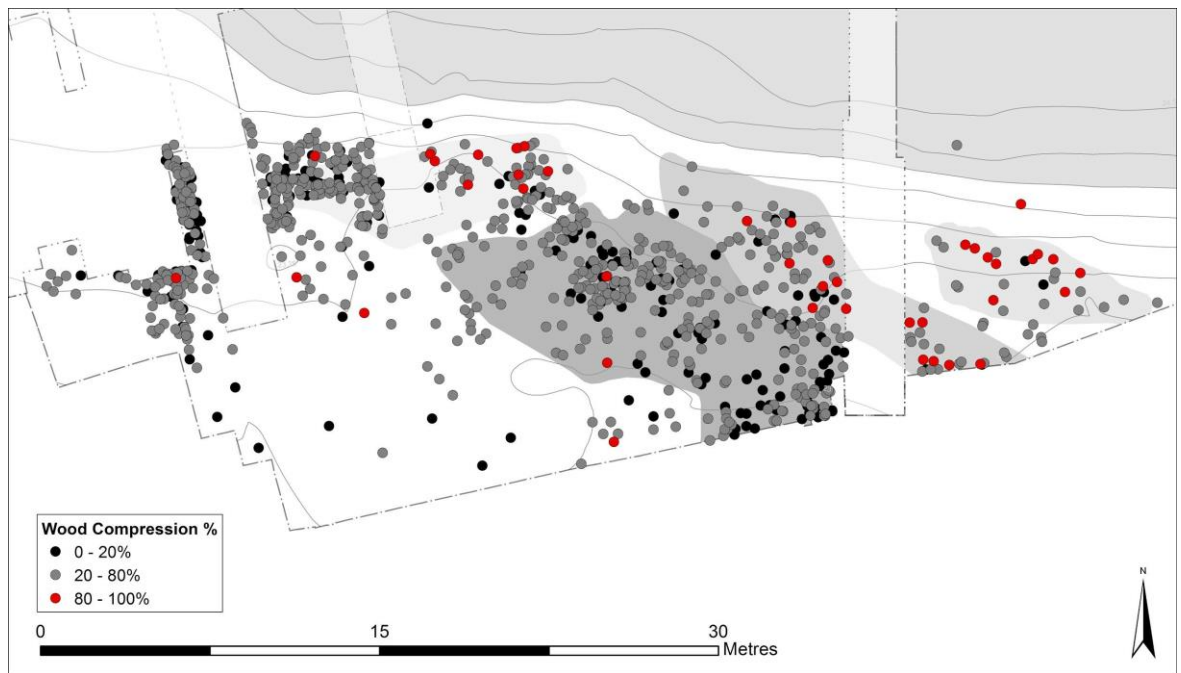 N
Wood Compression %
0 - 20%
20 - 80%
80 - 100%
0 15 30
Metres